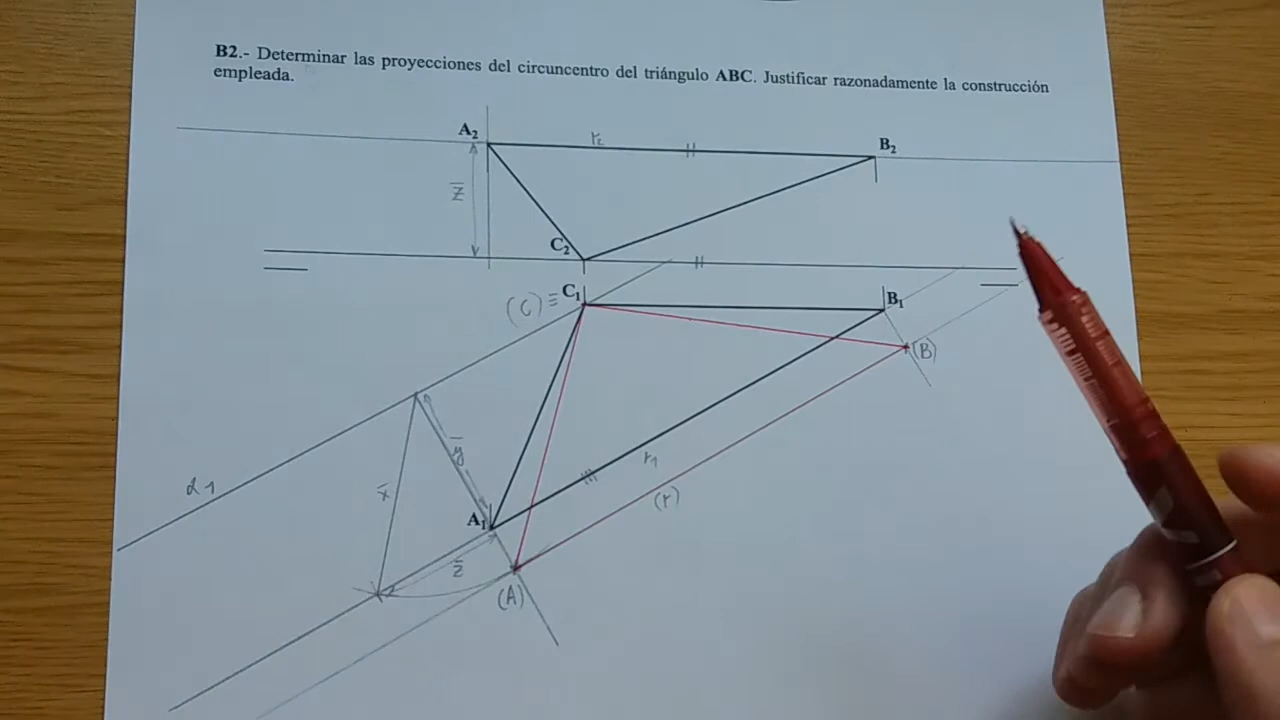 B2.- Determinar las proyecciones del circuncentro del triángulo ABC. Justificar razonadamente la construcción
empleada.
A₂
r₂
B₂
z̅
C₂
(C) ≡ C₁
B₁
(B)
y̅
r₁
α₁
x̅
(r)
A₁
z̅
(A)